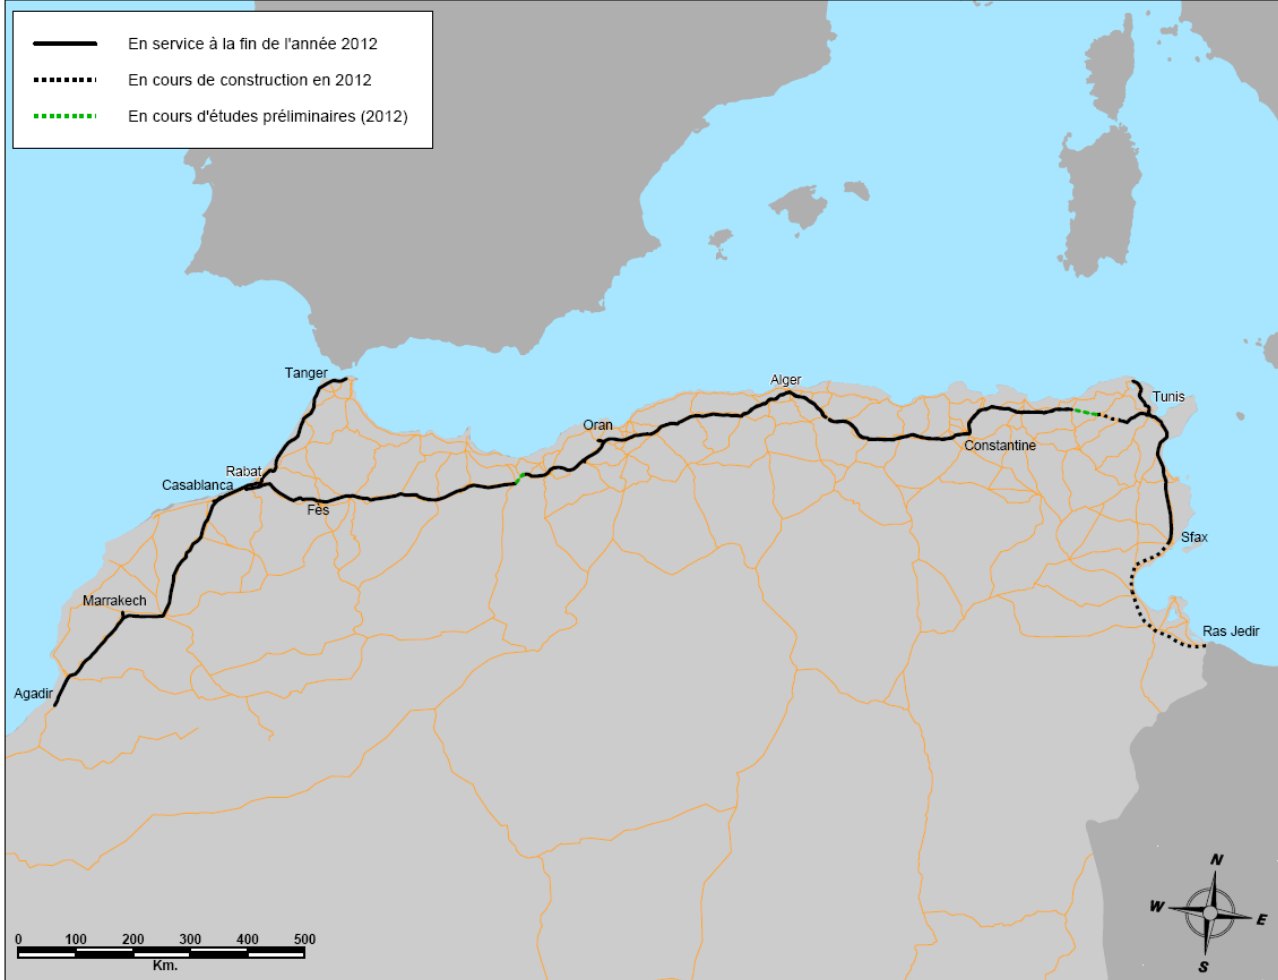 En service à la fin de l'année 2012
En cours de construction en 2012
En cours d'études préliminaires (2012)
Tanger
Alger
Tunis
Oran
Constantine
Rabat
Casablanca
Fès
Sfax
Marrakech
Ras Jedir
Agadir
N
W
E
S
0 100 200 300 400 500
Km.